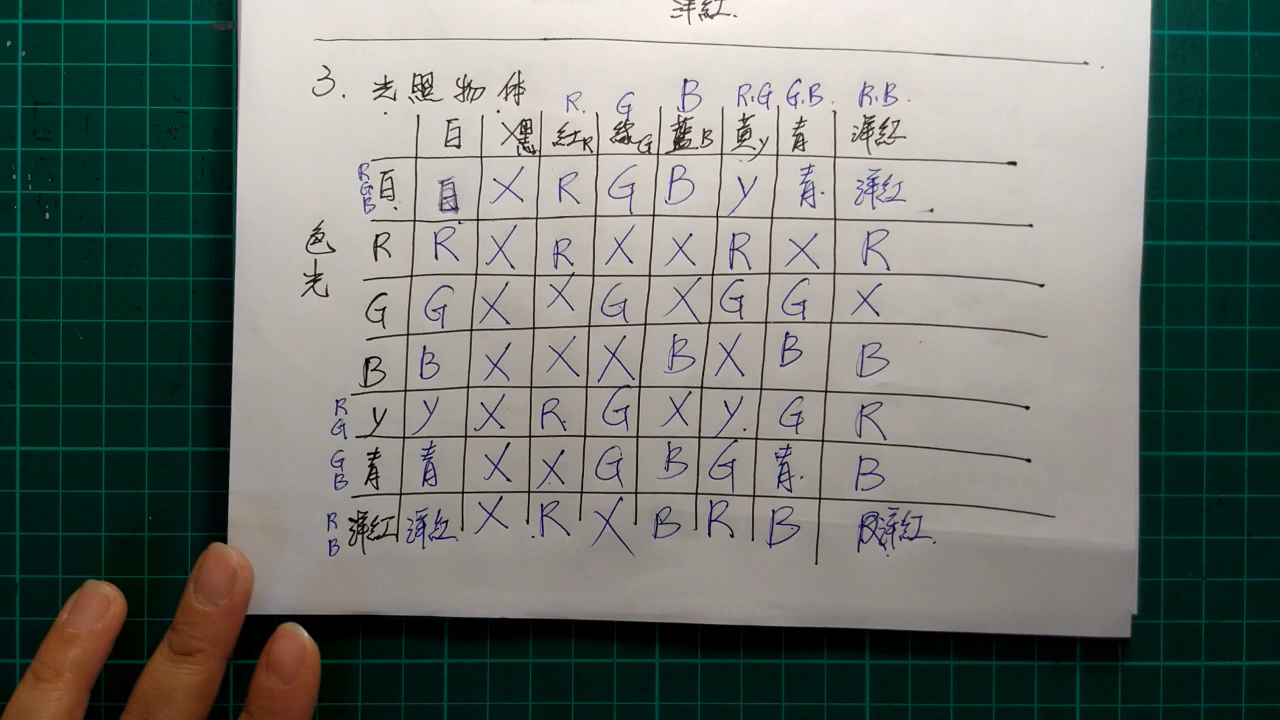 洋紅.
3. 光照物体 R. G B R.G G.B. R.B.
白 黑 紅R 綠G 藍B 黃y 青 洋紅
RGB 白 白 X R G B y 青. 洋紅
色光 R R X R X X R X R
G G X X G X G G X
B B X X X B X B B
RG y y X R G X y. G R
GB 青 青 X X G B G 青. B
RB 洋紅 洋紅. X R X B R B 洋紅.